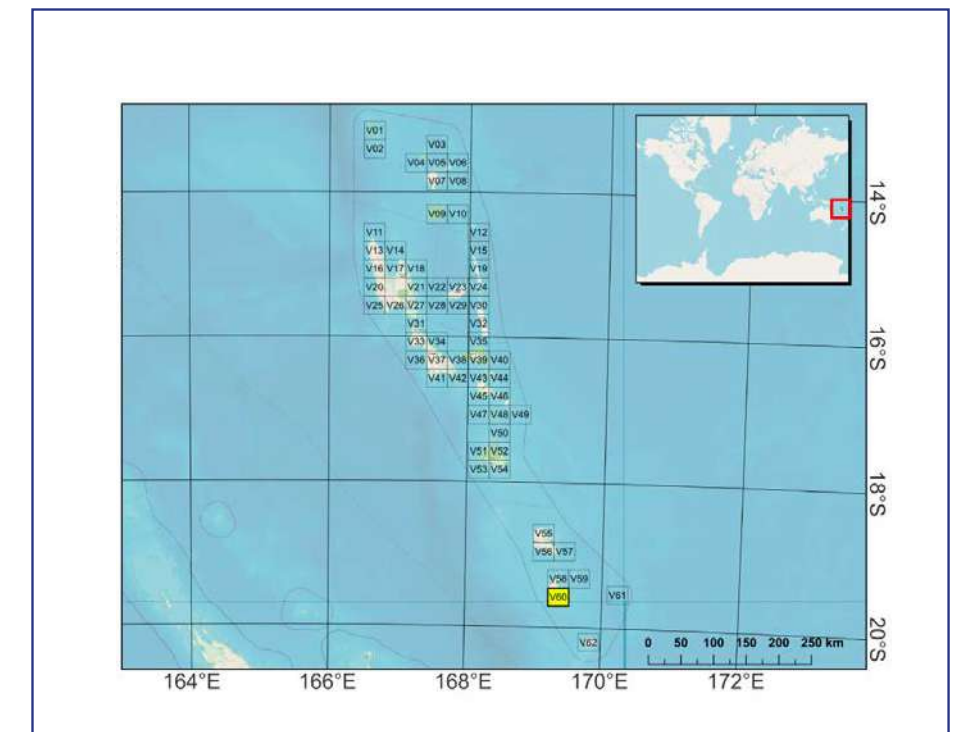 V01
V02 V03
V04 V05 V06
V07 V08
14°S
V09 V10
V11 V12
V13 V14 V15
V16 V17 V18 V19
V20 V21 V22 V23 V24
V25 V26 V27 V28 V29 V30
V31 V32
V33 V34 V35
16°S
V36 V37 V38 V39 V40
V41 V42 V43 V44
V45 V46
V47 V48 V49
V50
V51 V52
V53 V54
18°S
V55
V56 V57
V58 V59
V60 V61
V62
20°S
0 50 100 150 200 250 km
164°E 166°E 168°E 170°E 172°E